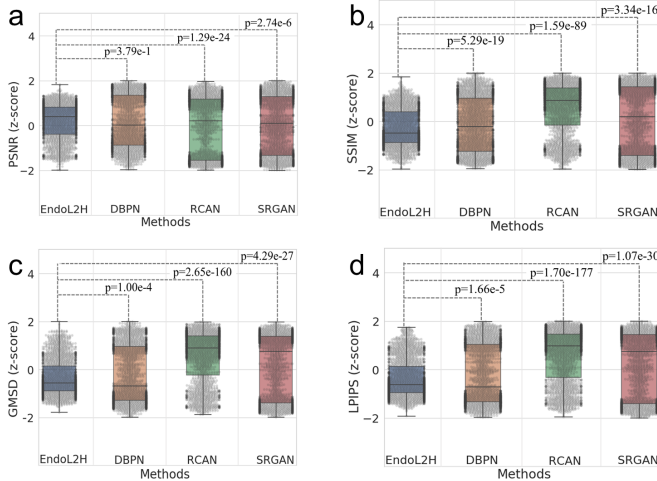 a
p=2.74e-6
p=1.29e-24
p=3.79e-1
PSNR (z-score)
4
2
0
−2
EndoL2H DBPN RCAN SRGAN
Methods
b
p=3.34e-16
p=1.59e-89
p=5.29e-19
SSIM (z-score)
4
2
0
−2
EndoL2H DBPN RCAN SRGAN
Methods
c
p=4.29e-27
p=2.65e-160
p=1.00e-4
GMSD (z-score)
4
2
0
−2
EndoL2H DBPN RCAN SRGAN
Methods
d
p=1.07e-30
p=1.70e-177
p=1.66e-5
LPIPS (z-score)
4
2
0
−2
EndoL2H DBPN RCAN SRGAN
Methods